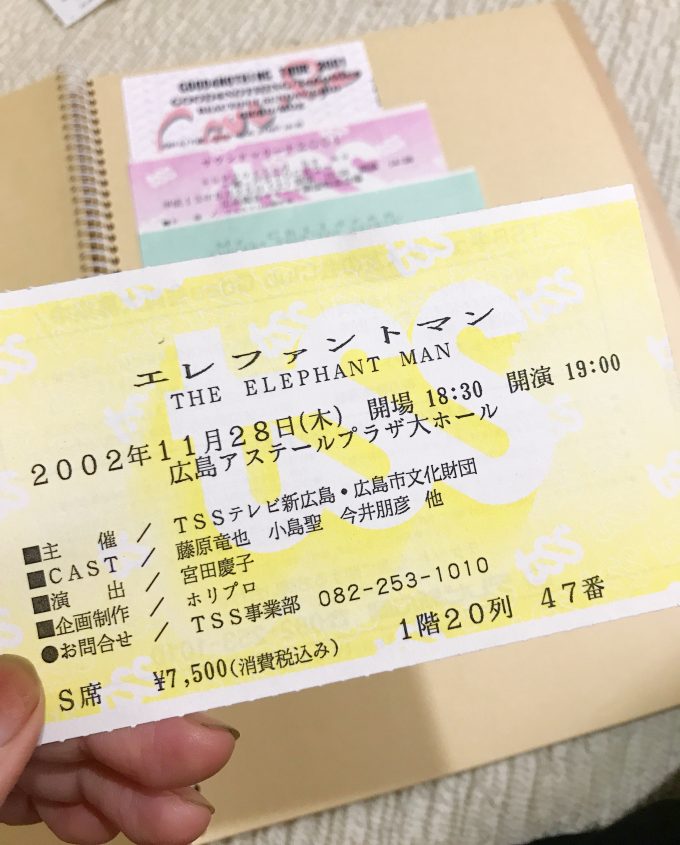 エレファントマン
THE ELEPHANT MAN
2002年11月28日(木) 開場 18:30 開演 19:00
広島アステールプラザ大ホール
■主 催 / TSSテレビ新広島・広島市文化財団
■CAST / 藤原竜也 小島聖 今井朋彦 他
■演 出 / 宮田慶子
■企画制作 / ホリプロ
●お問合せ / TSS事業部 082-253-1010
S席 ¥7,500(消費税込み) 1階20列 47番
tss